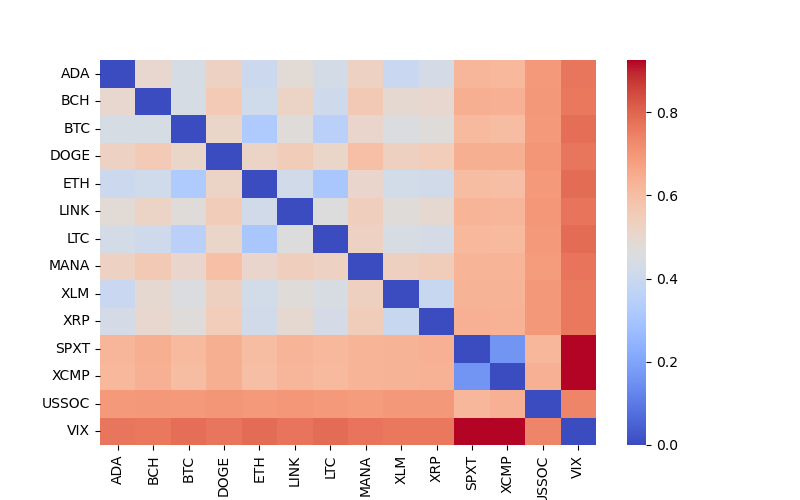 ADA
BCH
BTC
DOGE
ETH
LINK
LTC
MANA
XLM
XRP
SPXT
XCMP
USSOC
VIX
ADA BCH BTC DOGE ETH LINK LTC MANA XLM XRP SPXT XCMP USSOC VIX
0.8
0.6
0.4
0.2
0.0